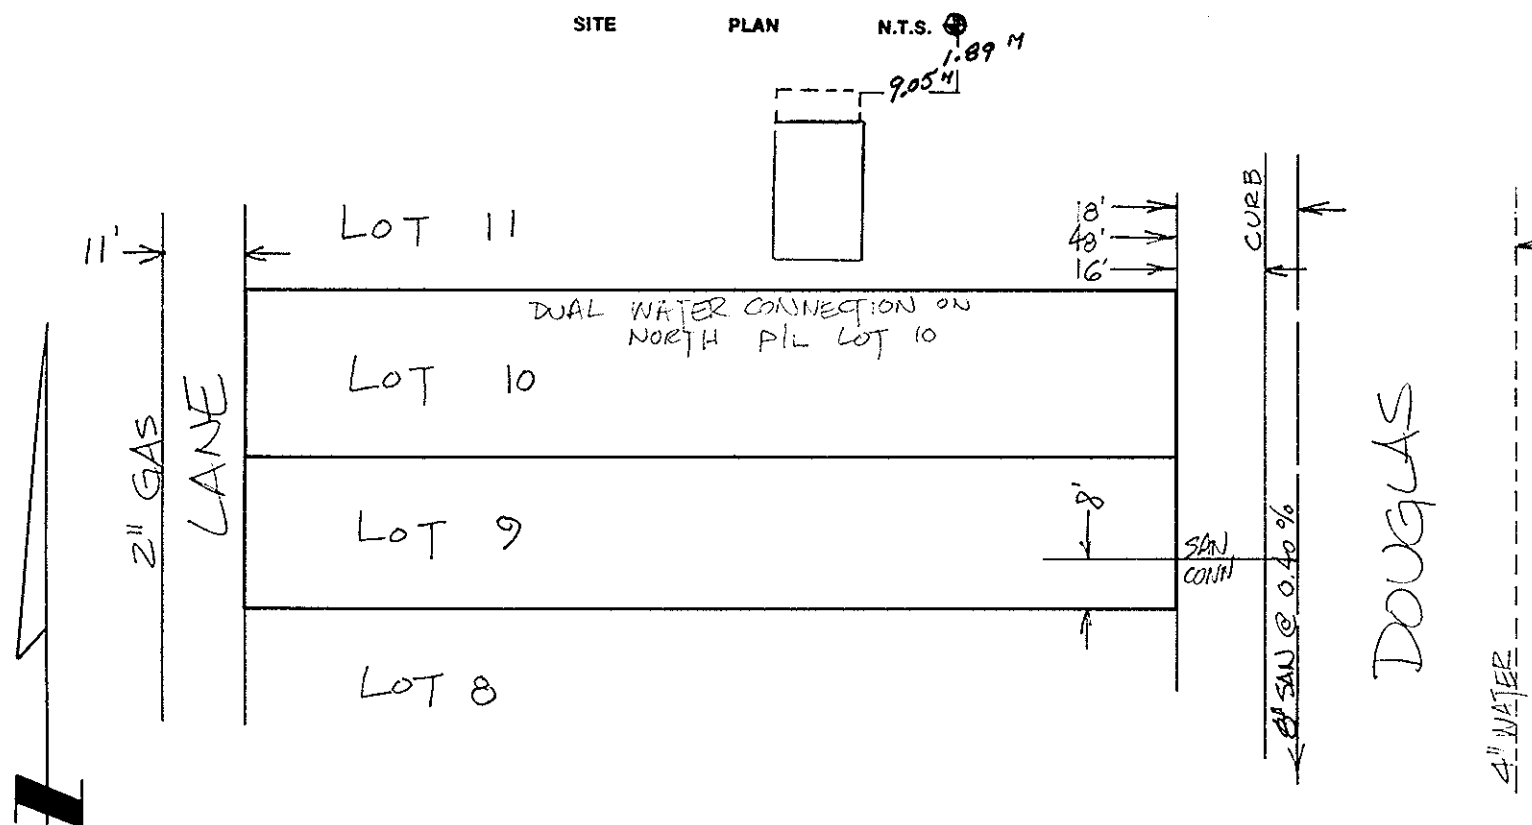 SITE PLAN N.T.S.
1.89 M
9.05 M
LOT 11
11'
18'
48'
16'
CURB
DUAL WATER CONNECTION ON
NORTH P/L LOT 10
LOT 10
2" GAS
LANE
LOT 9
8'
SAN
CONN
8" SAN @ 0.40 %
DOUGLAS
4" WATER
LOT 8